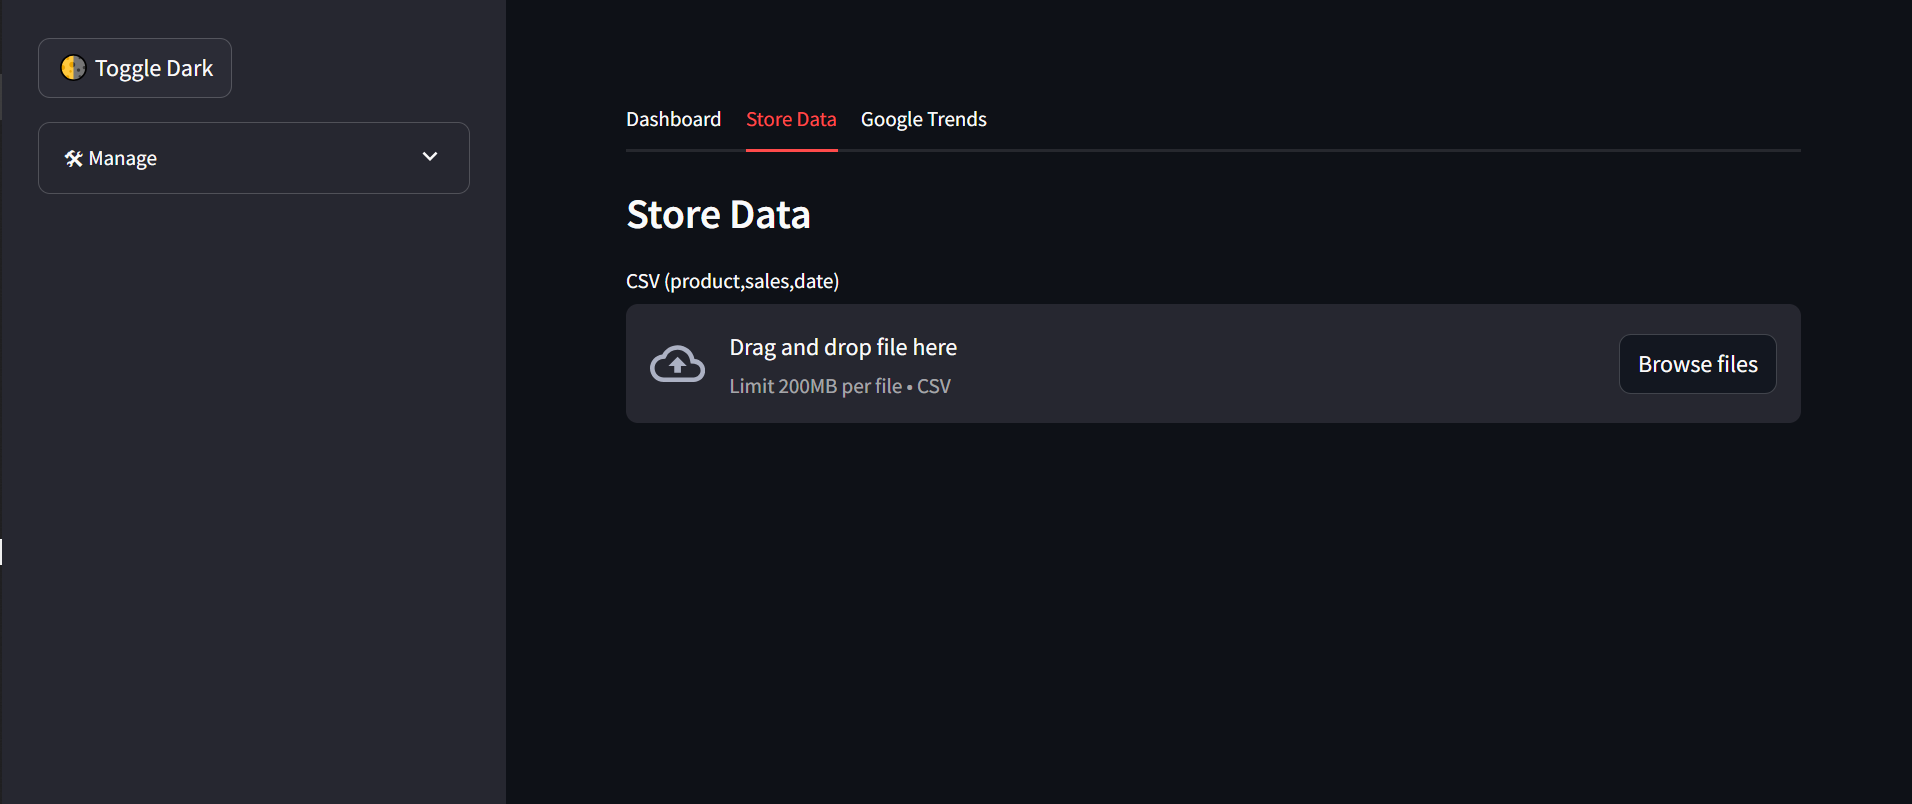 Toggle Dark
Manage
Dashboard Store Data Google Trends
Store Data
CSV (product,sales,date)
Drag and drop file here
Limit 200MB per file • CSV
Browse files